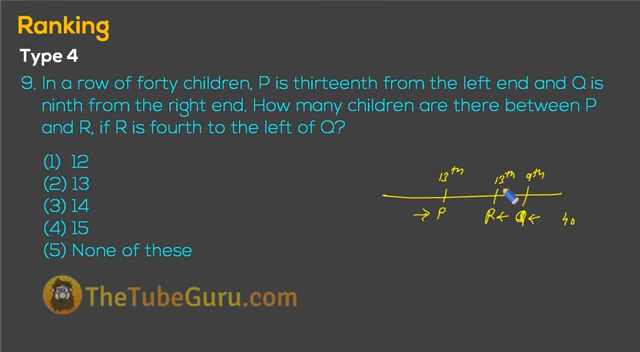 Ranking
Type 4
9. In a row of forty children, P is thirteenth from the left end and Q is
ninth from the right end. How many children are there between P
and R, if R is fourth to the left of Q?
(1) 12
(2) 13
(3) 14
(4) 15
(5) None of these
13th 13th 9th
→ P R ← Q ← 40
TheTubeGuru.com